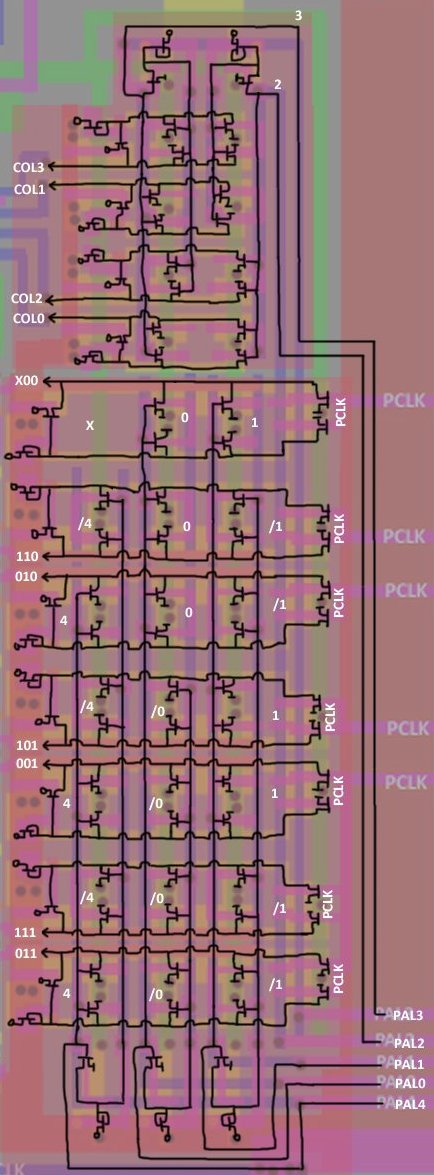 3
2
COL3
COL1
COL2
COL0
X00
PCLK
PCLK
X
0
1
/4
0
/1
PCLK
PCLK
110
010
PCLK
PCLK
4
0
/1
/4
/0
1
PCLK
PCLK
101
001
PCLK
PCLK
4
/0
1
/4
/0
/1
PCLK
111
011
PCLK
4
/0
/1
PAL3
PAL2
PAL1
PAL0
PAL4
LK